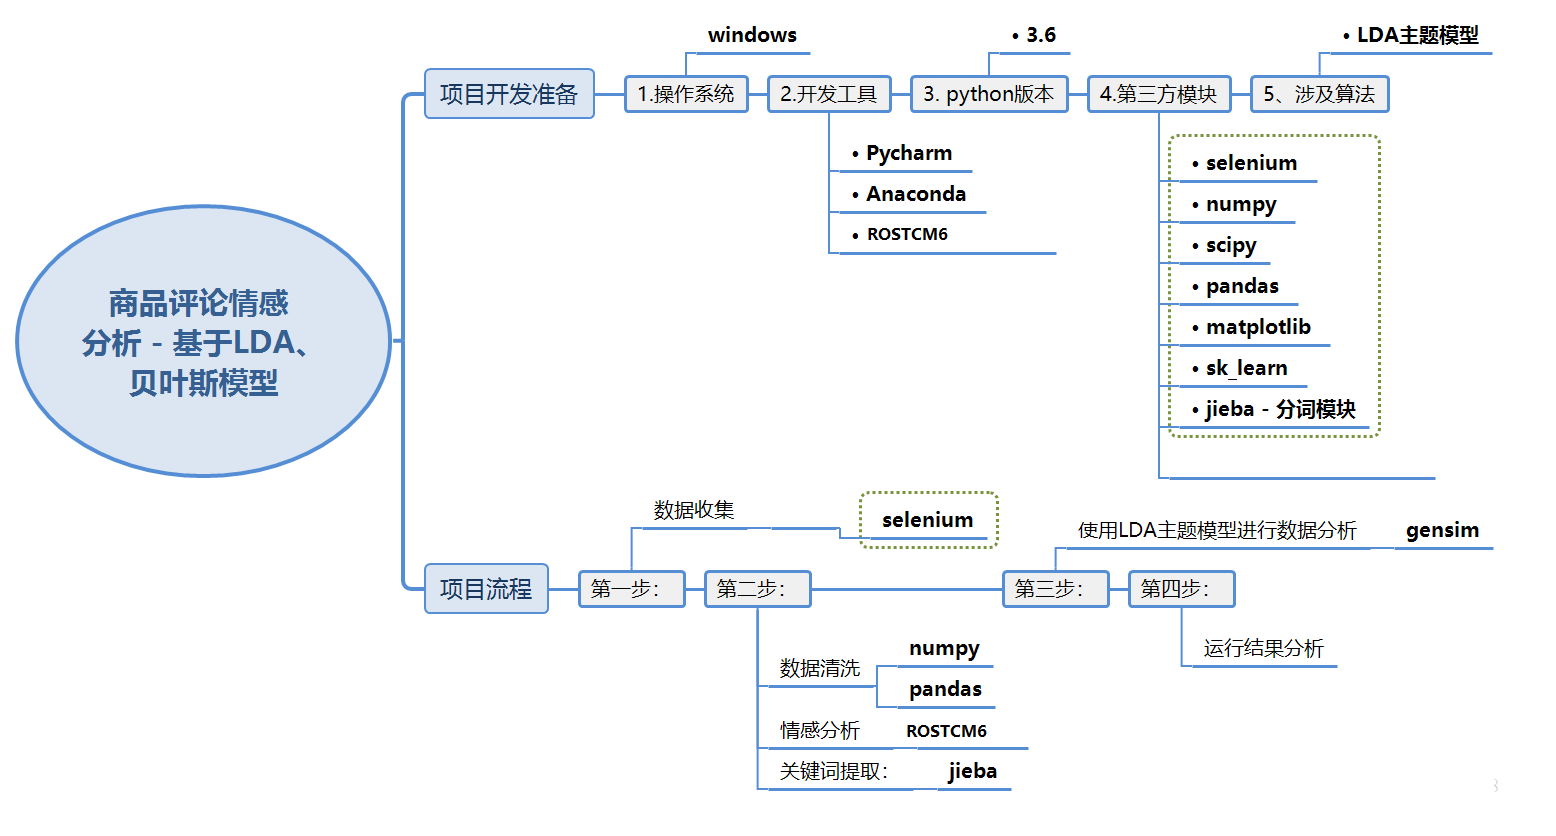 商品评论情感
分析－基于LDA、
贝叶斯模型
项目开发准备
1.操作系统
windows
2.开发工具
• Pycharm
• Anaconda
• ROSTCM6
3. python版本
• 3.6
4.第三方模块
• selenium
• numpy
• scipy
• pandas
• matplotlib
• sk_learn
• jieba－分词模块
5、涉及算法
• LDA主题模型
项目流程
第一步：
数据收集
selenium
第二步：
数据清洗
numpy
pandas
情感分析
ROSTCM6
关键词提取：
jieba
第三步：
使用LDA主题模型进行数据分析
gensim
第四步：
运行结果分析